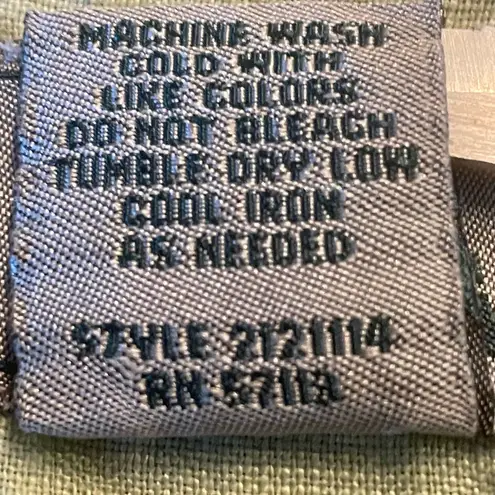 MACHINE WASH
COLD WITH
LIKE COLORS
DO NOT BLEACH
TUMBLE DRY LOW
COOL IRON
AS NEEDED
STYLE 2121114
RN 57119